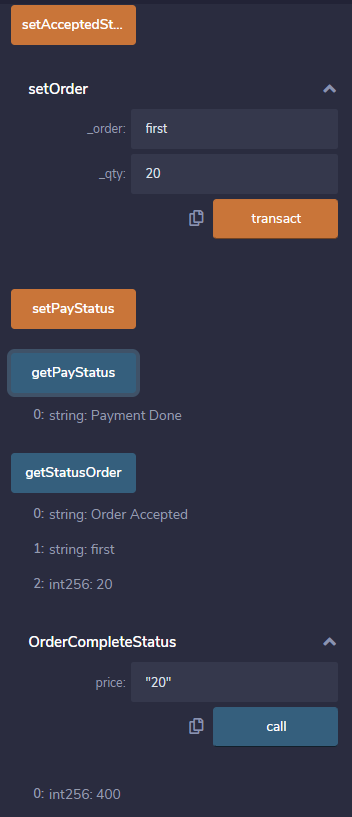 setAcceptedSt...
setOrder
_order: first
_qty: 20
transact
setPayStatus
getPayStatus
0: string: Payment Done
getStatusOrder
0: string: Order Accepted
1: string: first
2: int256: 20
OrderCompleteStatus
price: "20"
call
0: int256: 400